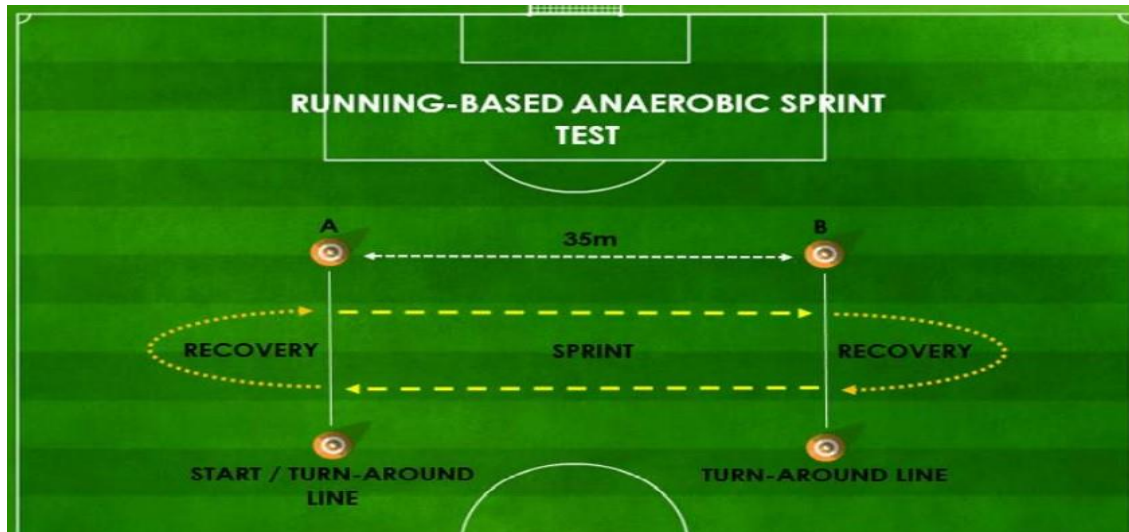 RUNNING-BASED ANAEROBIC SPRINT
TEST
A
B
35m
RECOVERY
SPRINT
RECOVERY
START / TURN-AROUND
LINE
TURN-AROUND LINE